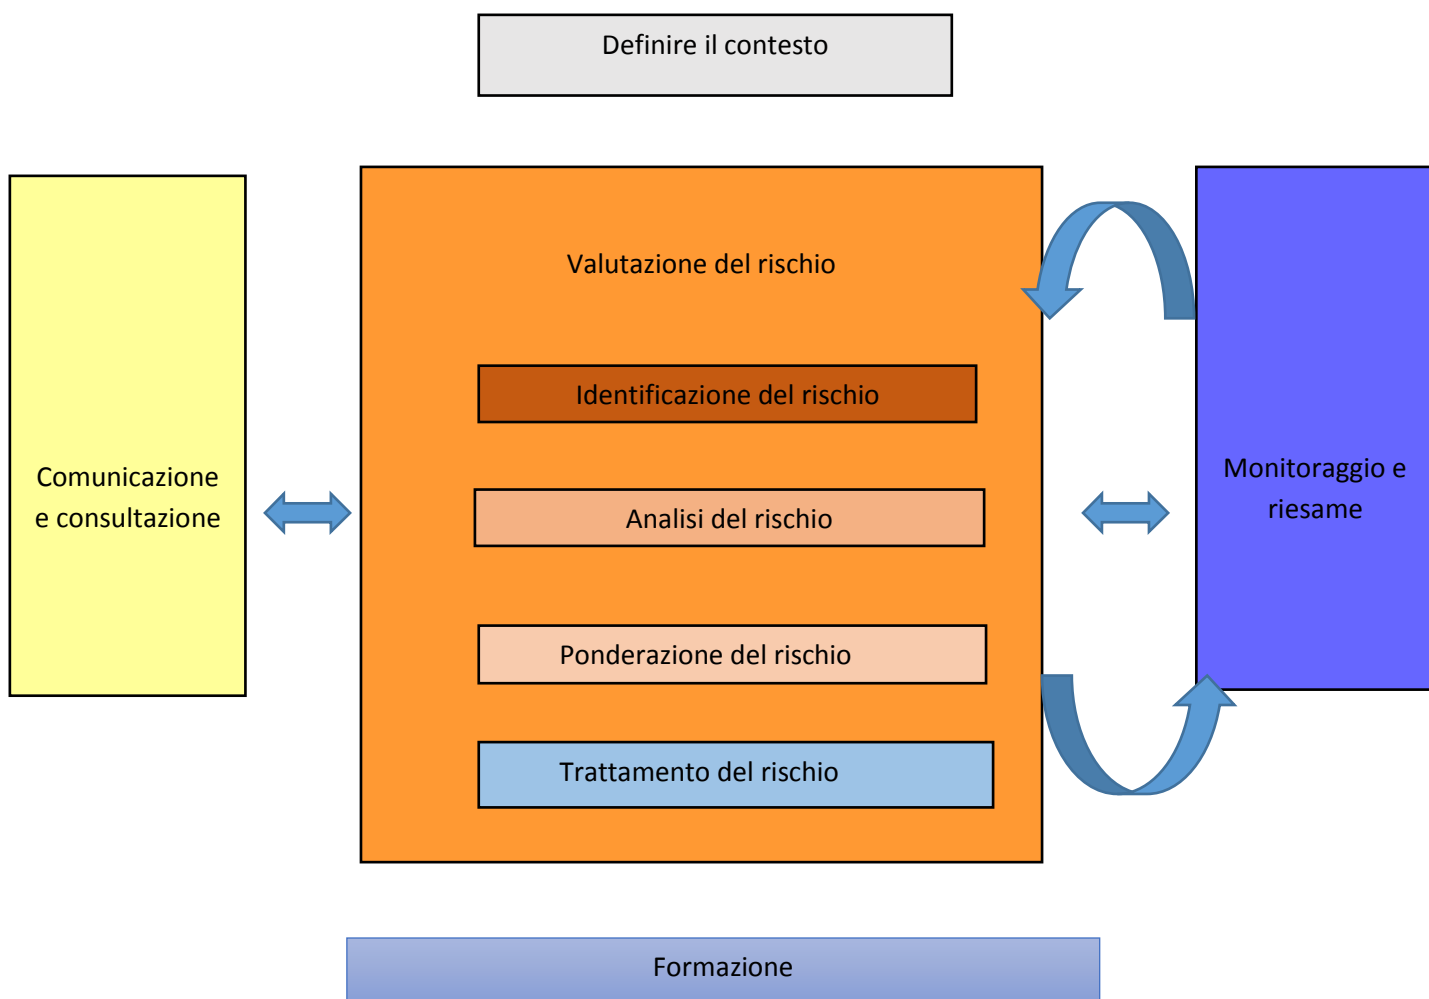 Definire il contesto
Valutazione del rischio
Identificazione del rischio
Comunicazione
e consultazione
Analisi del rischio
Monitoraggio e
riesame
Ponderazione del rischio
Trattamento del rischio
Formazione